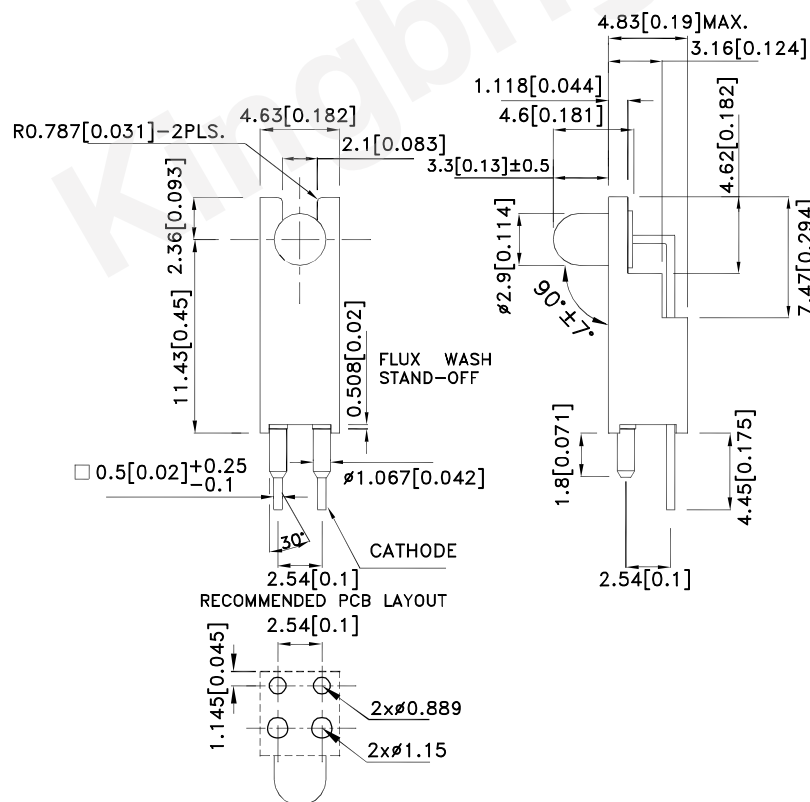 4.83[0.19]MAX.
3.16[0.124]
1.118[0.044]
4.63[0.182]
4.6[0.181]
R0.787[0.031]-2PLS.
2.1[0.083]
3.3[0.13]±0.5
4.62[0.182]
2.36[0.093]
ø2.9[0.114]
7.47[0.294]
90°±7°
11.43[0.45]
0.508[0.02]
FLUX WASH
STAND-OFF
□ 0.5[0.02]+0.25
-0.1
ø1.067[0.042]
1.8[0.071]
4.45[0.175]
30°
CATHODE
2.54[0.1]
2.54[0.1]
RECOMMENDED PCB LAYOUT
2.54[0.1]
1.145[0.045]
2xø0.889
2xø1.15